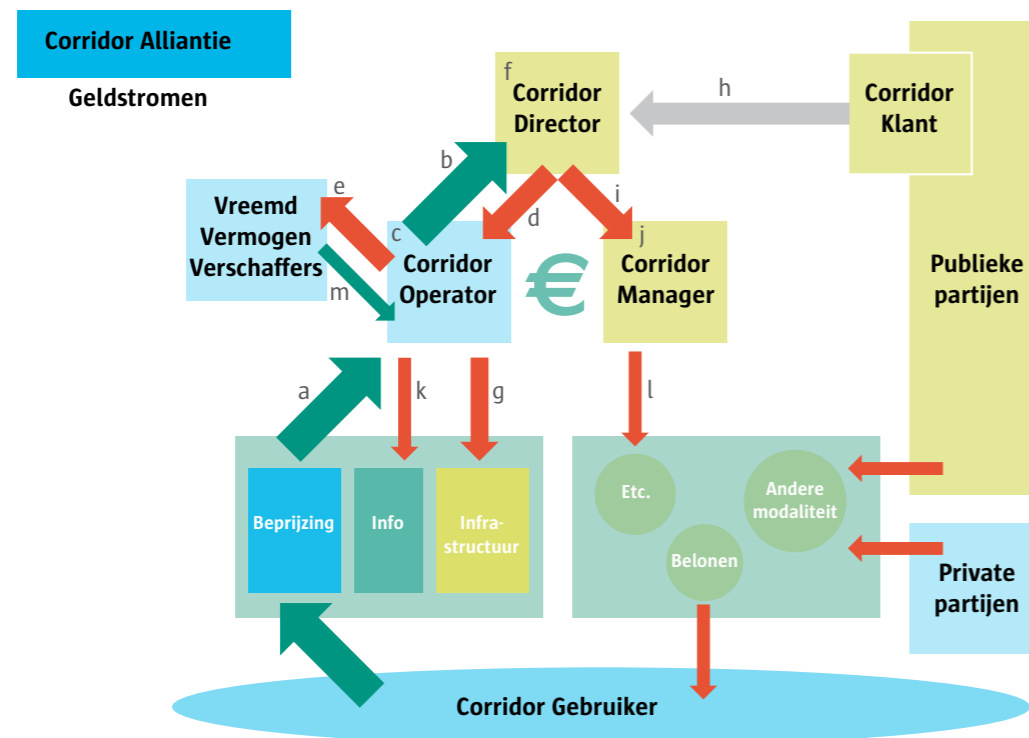 Corridor Alliantie
Geldstromen
f
Corridor
Director
h
Corridor
Klant
b
e
Vreemd
Vermogen
Verschaffers
d
i
c
Corridor
Operator
€
j
Corridor
Manager
Publieke
partijen
m
a
k
g
l
Beprijzing
Info
Infra-
structuur
Etc.
Andere
modaliteit
Belonen
Private
partijen
Corridor Gebruiker